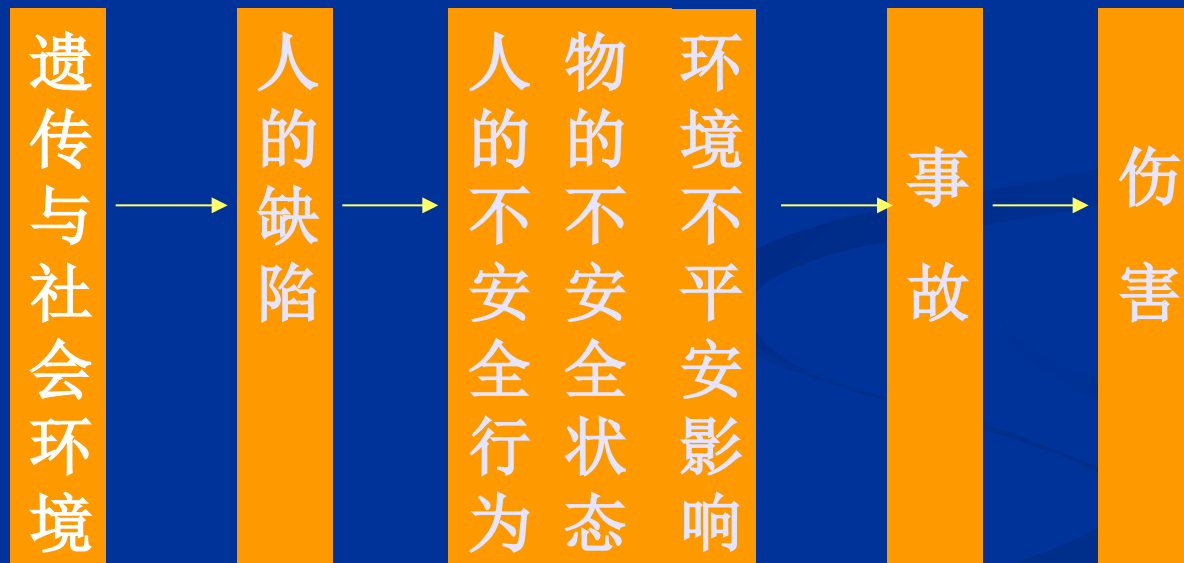 遗传与社会环境
人的缺陷
人的不安全行为
物的不安全状态
环境不平安影响
事故
伤害